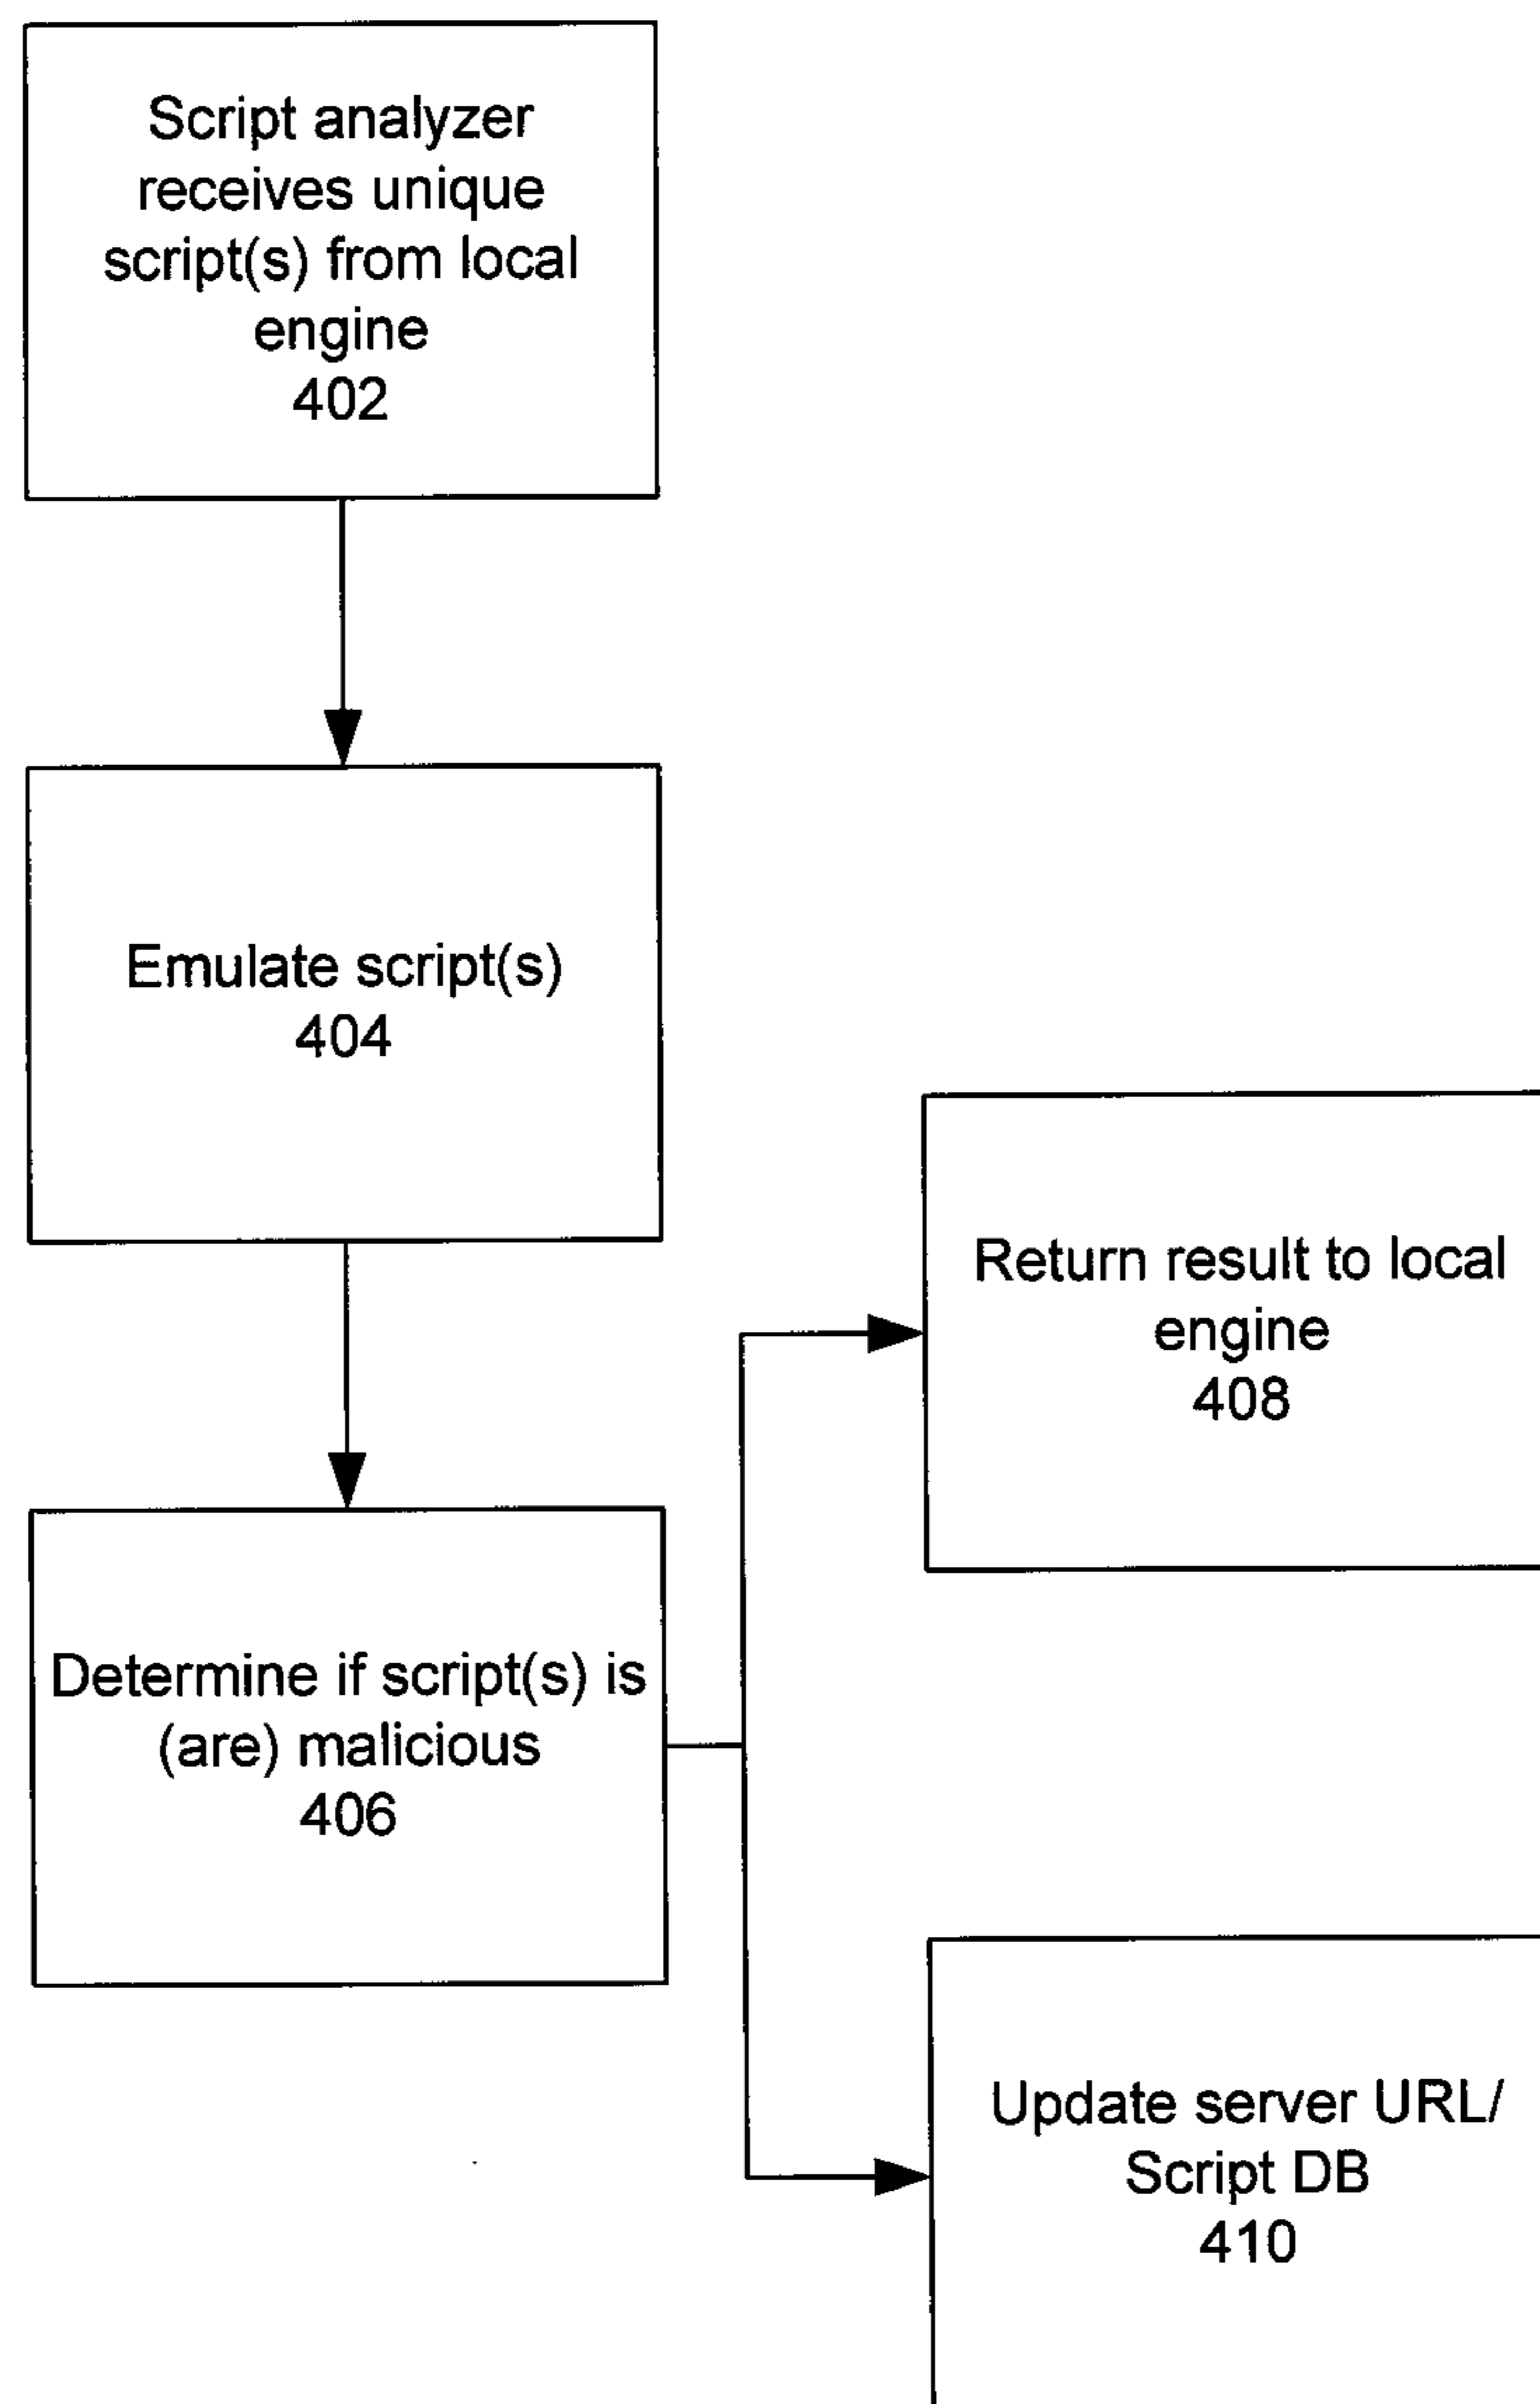 Script analyzer
receives unique
script(s) from local
engine
402
Emulate script(s)
404
Return result to local
engine
408
Determine if script(s) is
(are) malicious
406
Update server URL/
Script DB
410